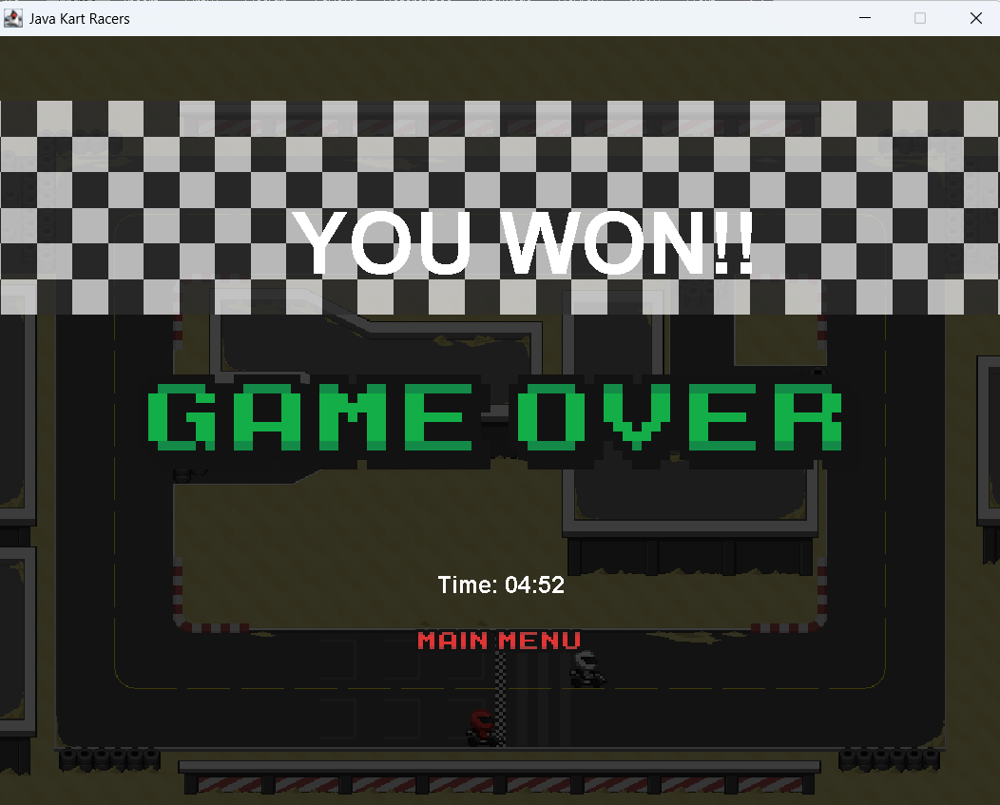 Java Kart Racers
YOU WON!!
GAME OVER
Time: 04:52
MAIN MENU